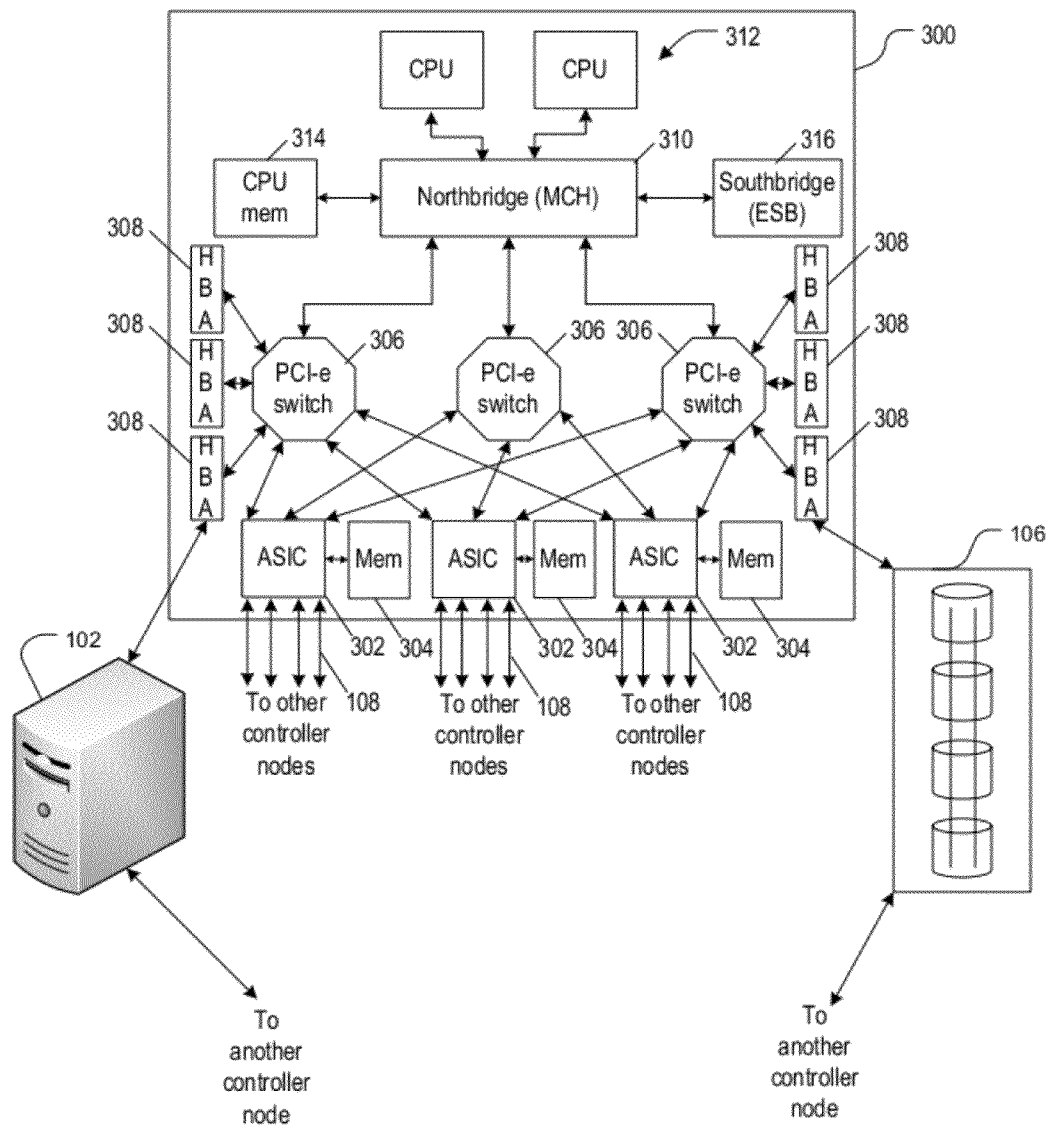 312
300
CPU
CPU
314
310
316
CPU
mem
Northbridge (MCH)
Southbridge
(ESB)
308
H
B
A
H
B
A
308
306
306
306
308
H
B
A
PCI-e
switch
PCI-e
switch
PCI-e
switch
H
B
A
308
308
H
B
A
H
B
A
308
ASIC
Mem
ASIC
Mem
ASIC
Mem
106
102
302
304
302
304
302
304
108
108
108
To other
controller
nodes
To other
controller
nodes
To other
controller
nodes
To
another
controller
node
To
another
controller
node